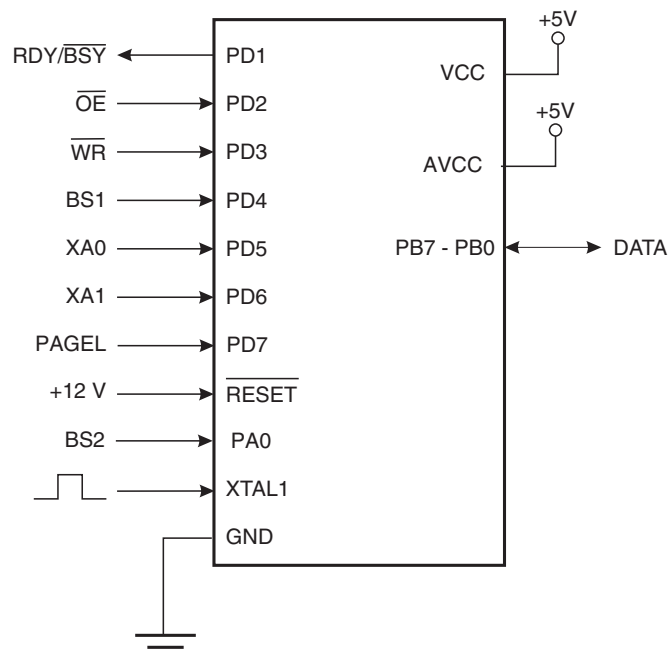 +5V
RDY/BSY PD1
VCC
OE PD2
+5V
WR PD3
AVCC
BS1 PD4
XA0 PD5 PB7 - PB0 DATA
XA1 PD6
PAGEL PD7
+12 V RESET
BS2 PA0
XTAL1
GND